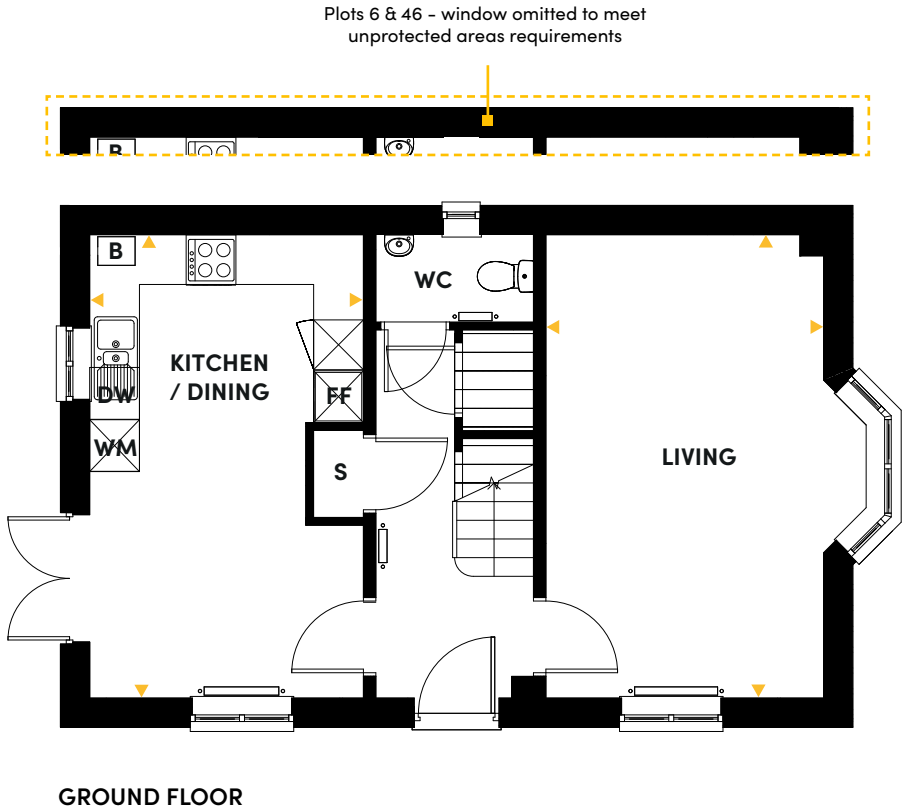 Plots 6 & 46 - window omitted to meet
unprotected areas requirements
B
B
WC
KITCHEN
/ DINING
DW
FF
WM
LIVING
S
GROUND FLOOR